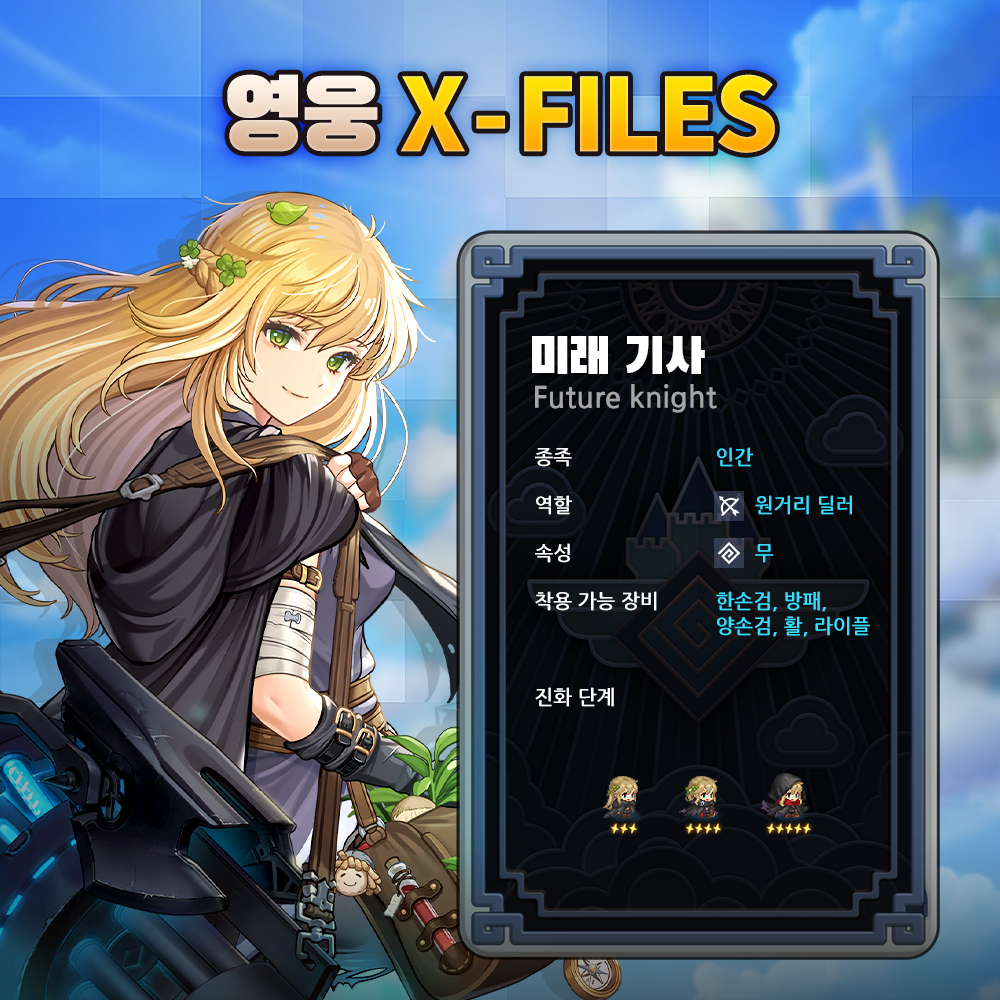 영웅 X-FILES
미래 기사
Future knight
종족 인간
역할 원거리 딜러
속성 무
착용 가능 장비 한손검, 방패,
양손검, 활, 라이플
진화 단계